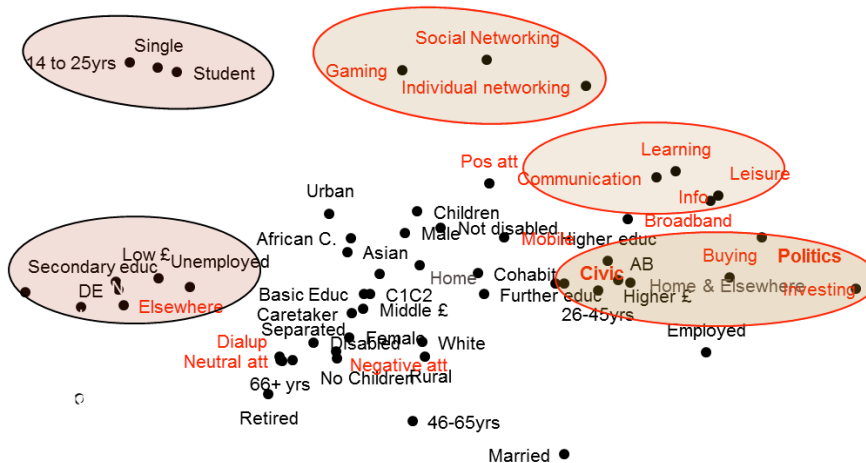 Social Networking
Single
14 to 25yrs
Student
Gaming
Individual networking
Learning
Pos att
Communication
Leisure
Info
Urban
Children
Broadband
Not disabled
African C.
Male
Mobile
Higher educ
Asian
Buying
Politics
Low £
Unemployed
Secondary educ
Home
Cohabit
Civic
AB
Home & Elsewhere
DE
N
Elsewhere
Basic Educ
C1C2
Further educ
Higher £
Investing
Caretaker
Middle £
26-45yrs
Separated
Female
Employed
Dialup
Disabled
White
Neutral att
Negative att
66+ yrs
No Children
Rural
Retired
46-65yrs
Married